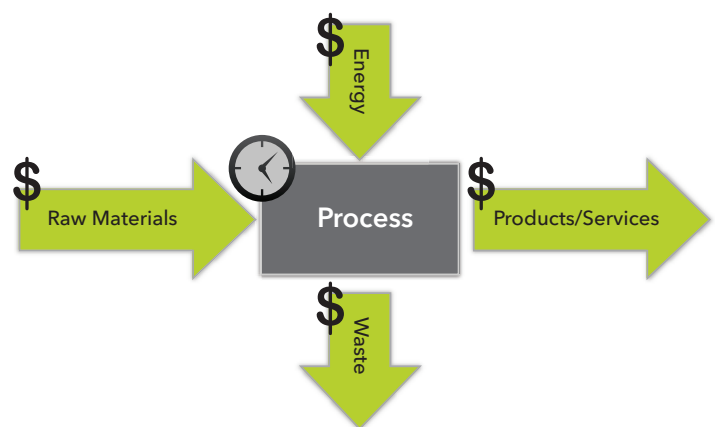 $
Energy
$
Raw Materials
Process
$
Products/Services
$
Waste